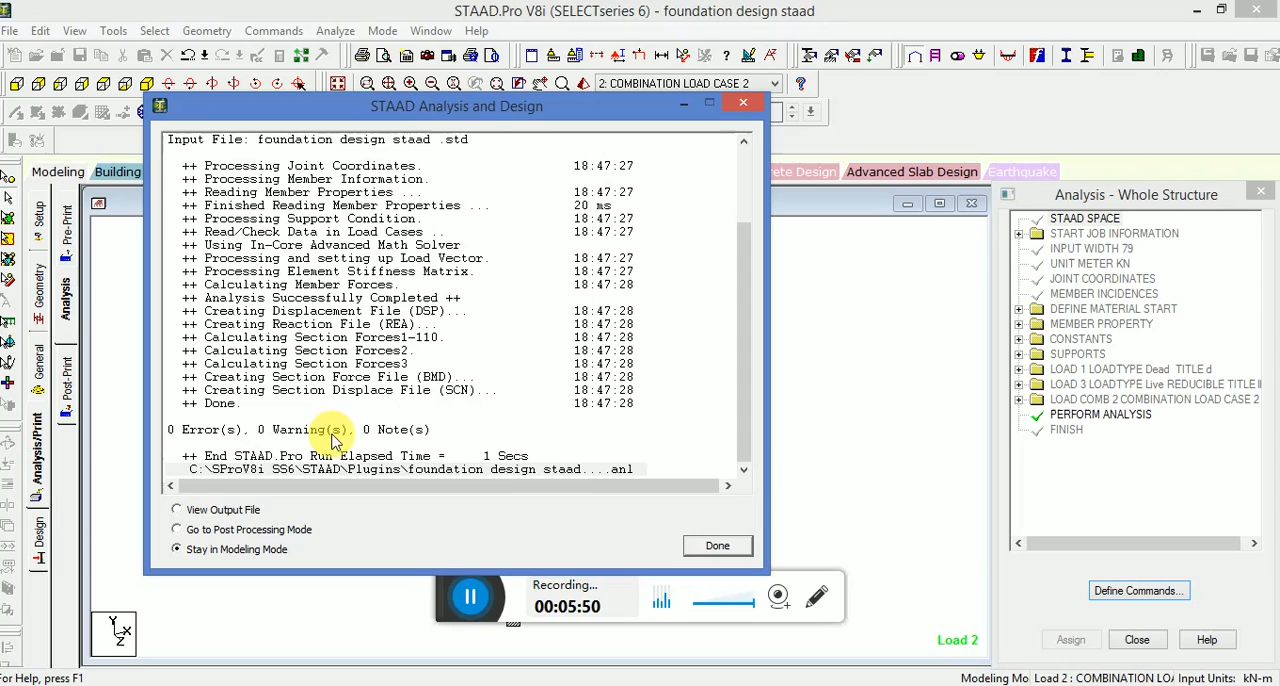 STAAD.Pro V8i (SELECTseries 6) - foundation design staad
File Edit View Tools Select Geometry Commands Analyze Mode Window Help
2: COMBINATION LOAD CASE 2
STAAD Analysis and Design
Input File: foundation design staad .std
++ Processing Joint Coordinates. 18:47:27
++ Processing Member Information.
++ Reading Member Properties ... 18:47:27
++ Finished Reading Member Properties ... 20 ms
++ Processing Support Condition. 18:47:27
++ Read/Check Data in Load Cases .. 18:47:27
++ Using In-Core Advanced Math Solver
++ Processing and setting up Load Vector. 18:47:27
++ Processing Element Stiffness Matrix. 18:47:27
++ Calculating Member Forces. 18:47:27
++ Analysis Successfully Completed ++
++ Creating Displacement File (DSP)... 18:47:28
++ Creating Reaction File (REA)... 18:47:28
++ Calculating Section Forces1-110. 18:47:28
++ Calculating Section Forces2. 18:47:28
++ Calculating Section Forces3 18:47:28
++ Creating Section Force File (BMD)... 18:47:28
++ Creating Section Displace File (SCN)... 18:47:28
++ Done. 18:47:28
0 Error(s), 0 Warning(s), 0 Note(s)
++ End STAAD.Pro Run Elapsed Time = 1 Secs
C:\SProV8i SS6\STAAD\Plugins\foundation design staad....anl
View Output File
Go to Post Processing Mode
Stay in Modeling Mode
Done
Modeling Building
rete Design Advanced Slab Design Earthquake
Setup
Geometry
General
Analysis/Print
Design
Pre-Print
Analysis
Post-Print
Analysis - Whole Structure
STAAD SPACE
START JOB INFORMATION
INPUT WIDTH 79
UNIT METER KN
JOINT COORDINATES
MEMBER INCIDENCES
DEFINE MATERIAL START
MEMBER PROPERTY
CONSTANTS
SUPPORTS
LOAD 1 LOADTYPE Dead TITLE d
LOAD 3 LOADTYPE Live REDUCIBLE TITLE l
LOAD COMB 2 COMBINATION LOAD CASE 2
PERFORM ANALYSIS
FINISH
Define Commands...
Assign Close Help
Recording...
00:05:50
Y
X
Z
Load 2
For Help, press F1
Modeling Mo Load 2 : COMBINATION LOA Input Units: kN-m